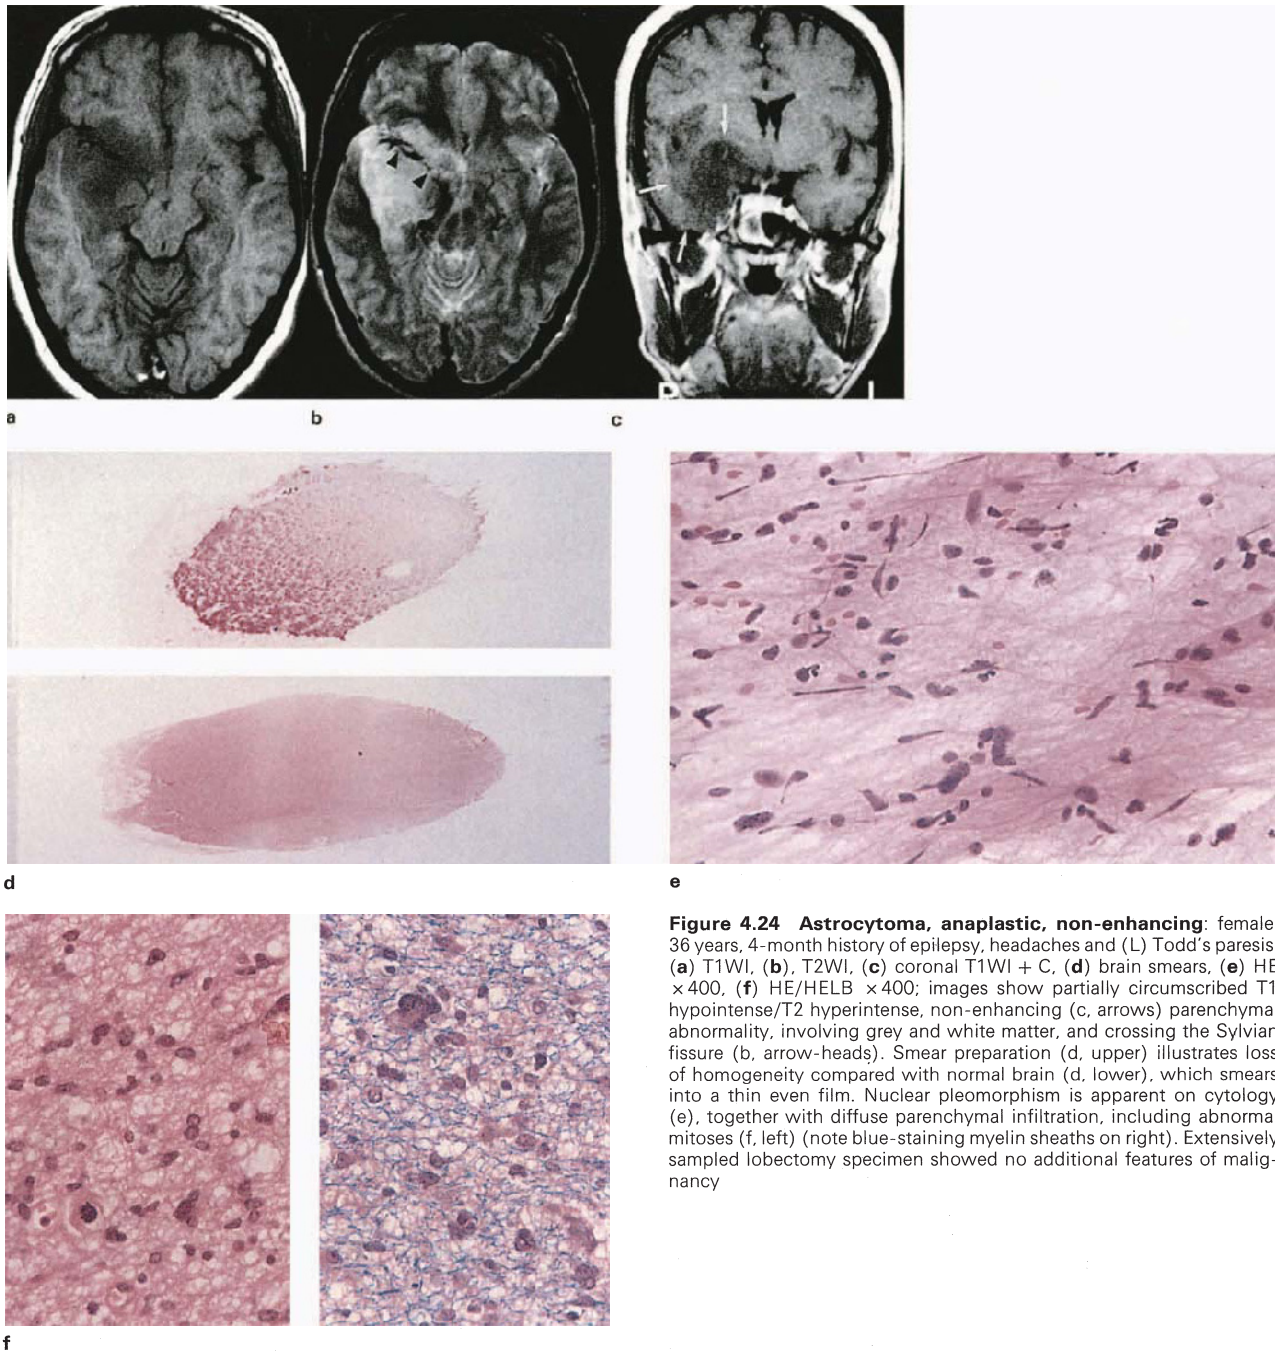 P L
a b c
d e
Figure 4.24 Astrocytoma, anaplastic, non-enhancing: female
36 years, 4-month history of epilepsy, headaches and (L) Todd's paresis
(a) T1WI, (b), T2WI, (c) coronal T1WI + C, (d) brain smears, (e) HE
×400, (f) HE/HELB ×400; images show partially circumscribed T1
hypointense/T2 hyperintense, non-enhancing (c, arrows) parenchyma
abnormality, involving grey and white matter, and crossing the Sylvian
fissure (b, arrow-heads). Smear preparation (d, upper) illustrates loss
of homogeneity compared with normal brain (d, lower), which smears
into a thin even film. Nuclear pleomorphism is apparent on cytology
(e), together with diffuse parenchymal infiltration, including abnorma
mitoses (f, left) (note blue-staining myelin sheaths on right). Extensively
sampled lobectomy specimen showed no additional features of malig-
nancy
f